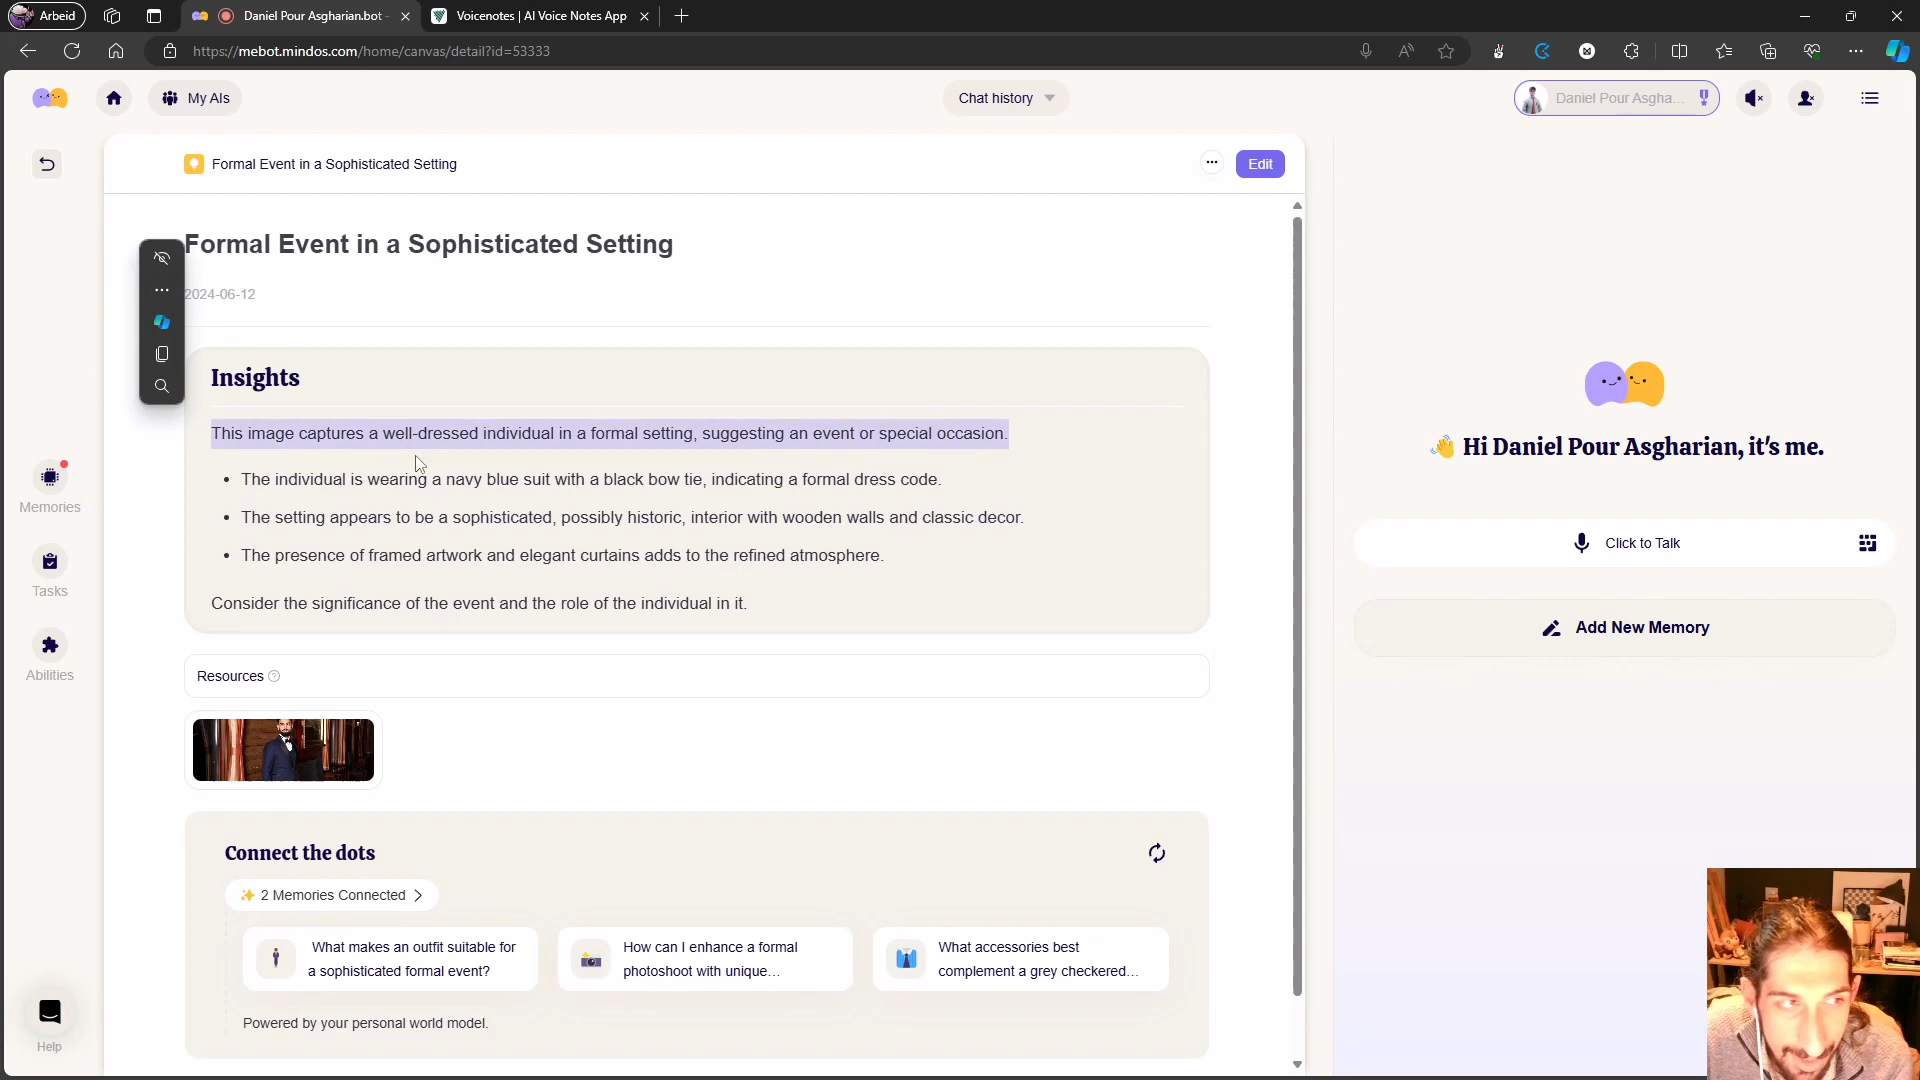 Arbeid
Daniel Pour Asgharian.bot -
Voicenotes | AI Voice Notes App
https://mebot.mindos.com/home/canvas/detail?id=53333
My AIs
Chat history
Daniel Pour Asgha...
Formal Event in a Sophisticated Setting
Edit
Formal Event in a Sophisticated Setting
2024-06-12
Insights
This image captures a well-dressed individual in a formal setting, suggesting an event or special occasion.
• The individual is wearing a navy blue suit with a black bow tie, indicating a formal dress code.
• The setting appears to be a sophisticated, possibly historic, interior with wooden walls and classic decor.
• The presence of framed artwork and elegant curtains adds to the refined atmosphere.
Consider the significance of the event and the role of the individual in it.
Resources
Connect the dots
2 Memories Connected
What makes an outfit suitable for
a sophisticated formal event?
How can I enhance a formal
photoshoot with unique...
What accessories best
complement a grey checkered...
Powered by your personal world model.
Memories
Tasks
Abilities
Help
Hi Daniel Pour Asgharian, it's me.
Click to Talk
Add New Memory